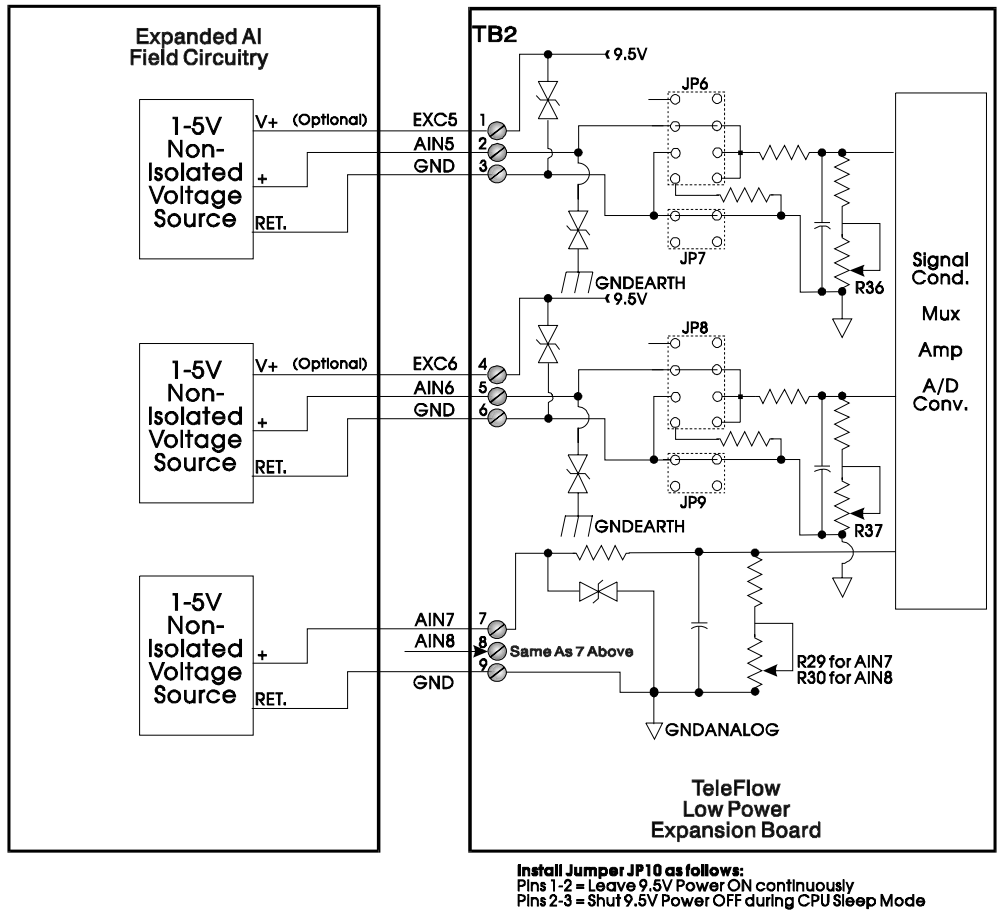 Expanded AI
Field Circuitry
TB2
9.5V
JP6
1-5V
Non-
Isolated
Voltage
Source
V+
(Optional)
EXC5
1
AIN5
2
GND
3
+
RET.
JP7
GNDEARTH
R36
Signal
Cond.
Mux
Amp
A/D
Conv.
9.5V
JP8
1-5V
Non-
Isolated
Voltage
Source
V+
(Optional)
EXC6
4
AIN6
5
GND
6
+
RET.
JP9
GNDEARTH
R37
1-5V
Non-
Isolated
Voltage
Source
AIN7
7
AIN8
8
Same As 7 Above
9
GND
+
RET.
R29 for AIN7
R30 for AIN8
GNDANALOG
TeleFlow
Low Power
Expansion Board
Install Jumper JP10 as follows:
Pins 1-2 = Leave 9.5V Power ON continuously
Pins 2-3 = Shut 9.5V Power OFF during CPU Sleep Mode